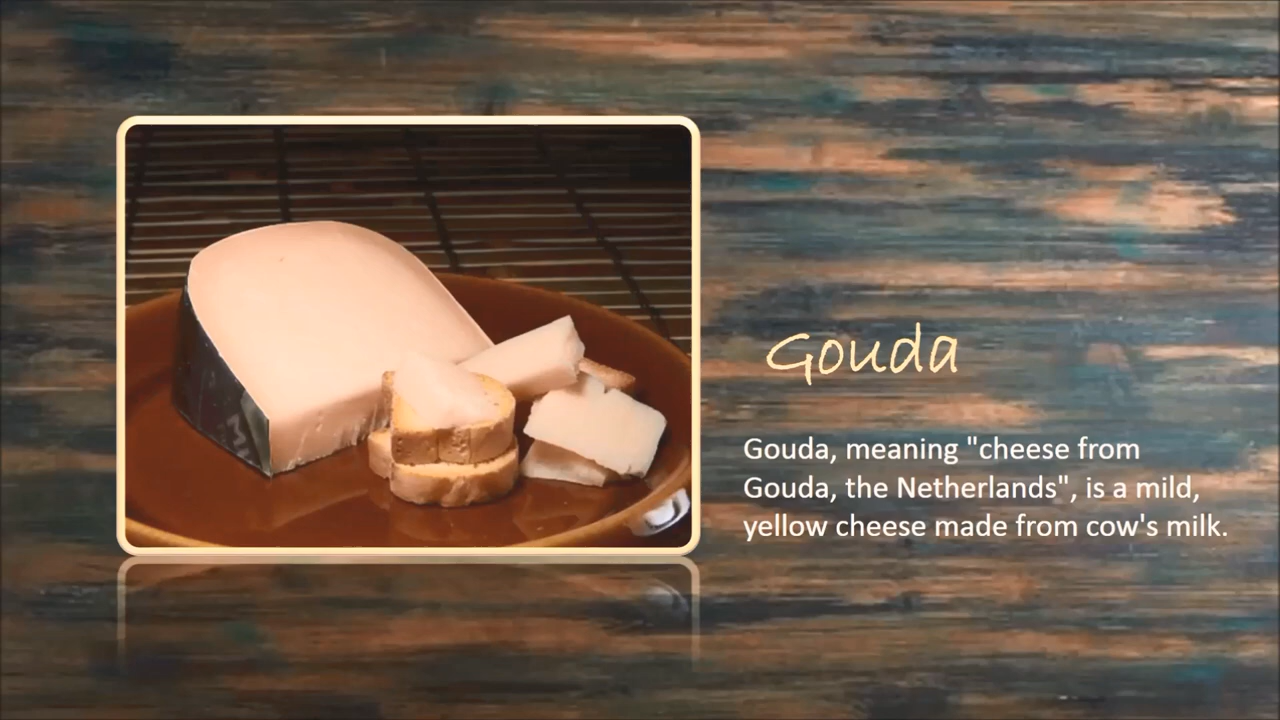 Gouda
Gouda, meaning "cheese from
Gouda, the Netherlands", is a mild,
yellow cheese made from cow's milk.